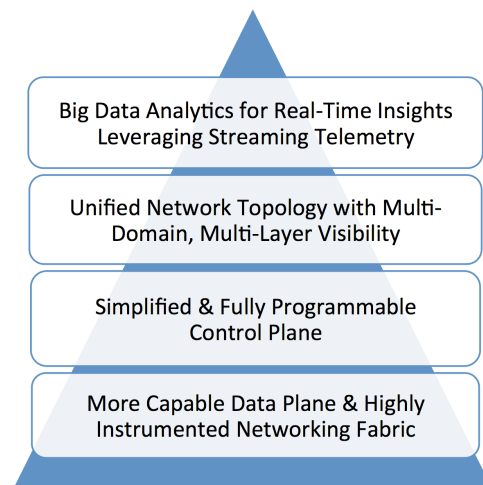 Big Data Analytics for Real-Time Insights
Leveraging Streaming Telemetry
Unified Network Topology with Multi-
Domain, Multi-Layer Visibility
Simplified & Fully Programmable
Control Plane
More Capable Data Plane & Highly
Instrumented Networking Fabric